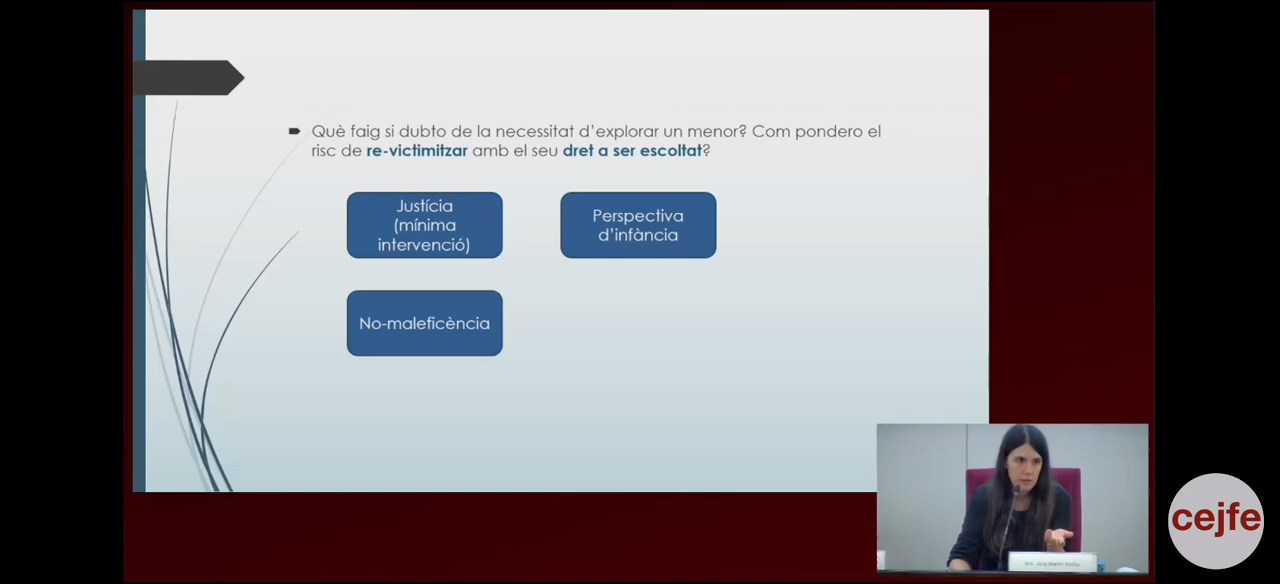 Què faig si dubto de la necessitat d'explorar un menor? Com pondero el
risc de re-victimitzar amb el seu dret a ser escoltat?
Justícia
(mínima
intervenció)
Perspectiva
d'infància
No-maleficència
cejfe